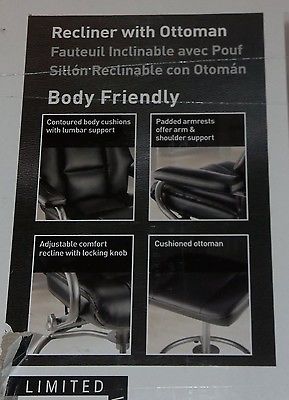 Recliner with Ottoman
Fauteuil Inclinable avec Pouf
Sillón Reclinable con Otomán
Body Friendly
Contoured body cushions
with lumbar support
Padded armrests
offer arm &
shoulder support
Adjustable comfort
recline with locking knob
Cushioned ottoman
LIMITED